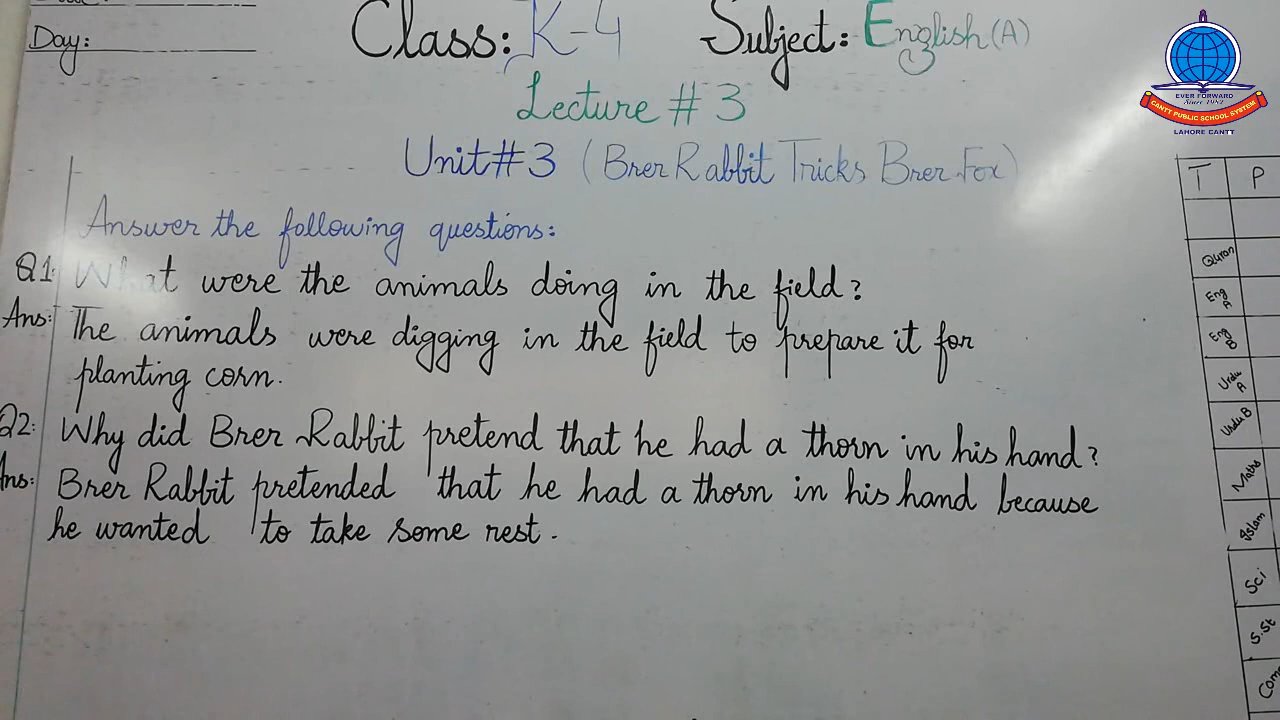 Day:
Class: K-4 Subject: English (A)
Lecture # 3
Unit # 3 (Brer Rabbit Tricks Brer Fox)
Answer the following questions:
Q1: What were the animals doing in the field?
Ans: The animals were digging in the field to prepare it for
planting corn.
Q2: Why did Brer Rabbit pretend that he had a thorn in his hand?
Ans: Brer Rabbit pretended that he had a thorn in his hand because
he wanted to take some rest.
EVER FORWARD
Since 1982
CANTT PUBLIC SCHOOL SYSTEM
LAHORE CANTT
T P
Quran
Eng A
Eng B
Urdu A
Urdu B
Maths
Islam
Sci
S.St
Com